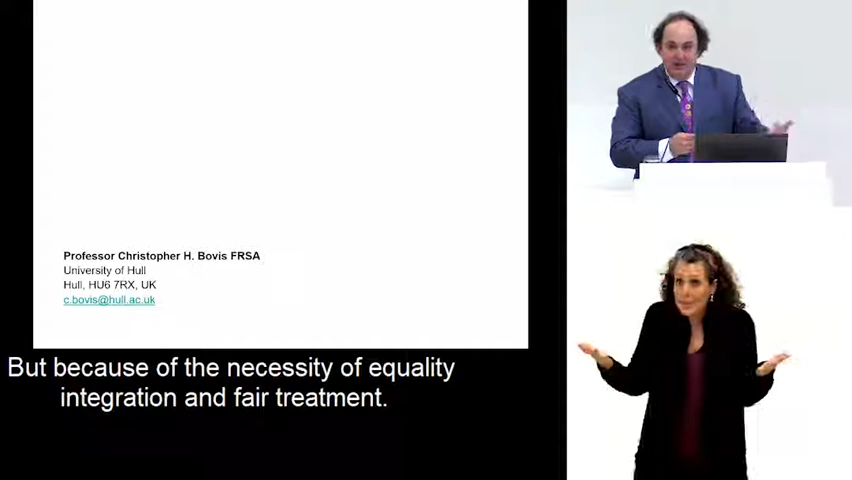 Professor Christopher H. Bovis FRSA
University of Hull
Hull, HU6 7RX, UK
c.bovis@hull.ac.uk
But because of the necessity of equality
integration and fair treatment.